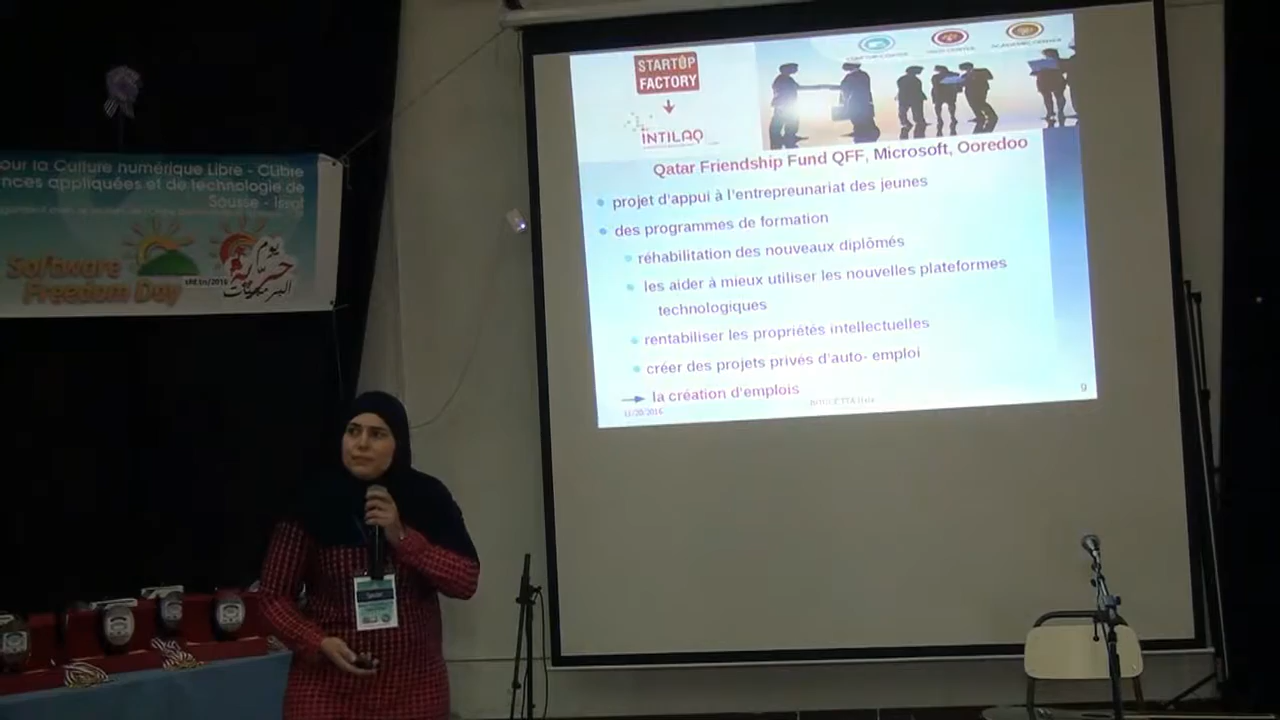 our la Culture numérique Libre - CLibre
nces appliquées et de technologie de
Sousse - Issat
Software
Freedom Day
يوم
حرية
البرمجيات
STARTUP
FACTORY
INTILAQ
Qatar Friendship Fund QFF, Microsoft, Ooredoo
projet d'appui à l'entrepreunariat des jeunes
des programmes de formation
réhabilitation des nouveaux diplômés
les aider à mieux utiliser les nouvelles plateformes
technologiques
rentabiliser les propriétés intellectuelles
créer des projets privés d'auto- emploi
la création d'emplois
11/20/2016
9